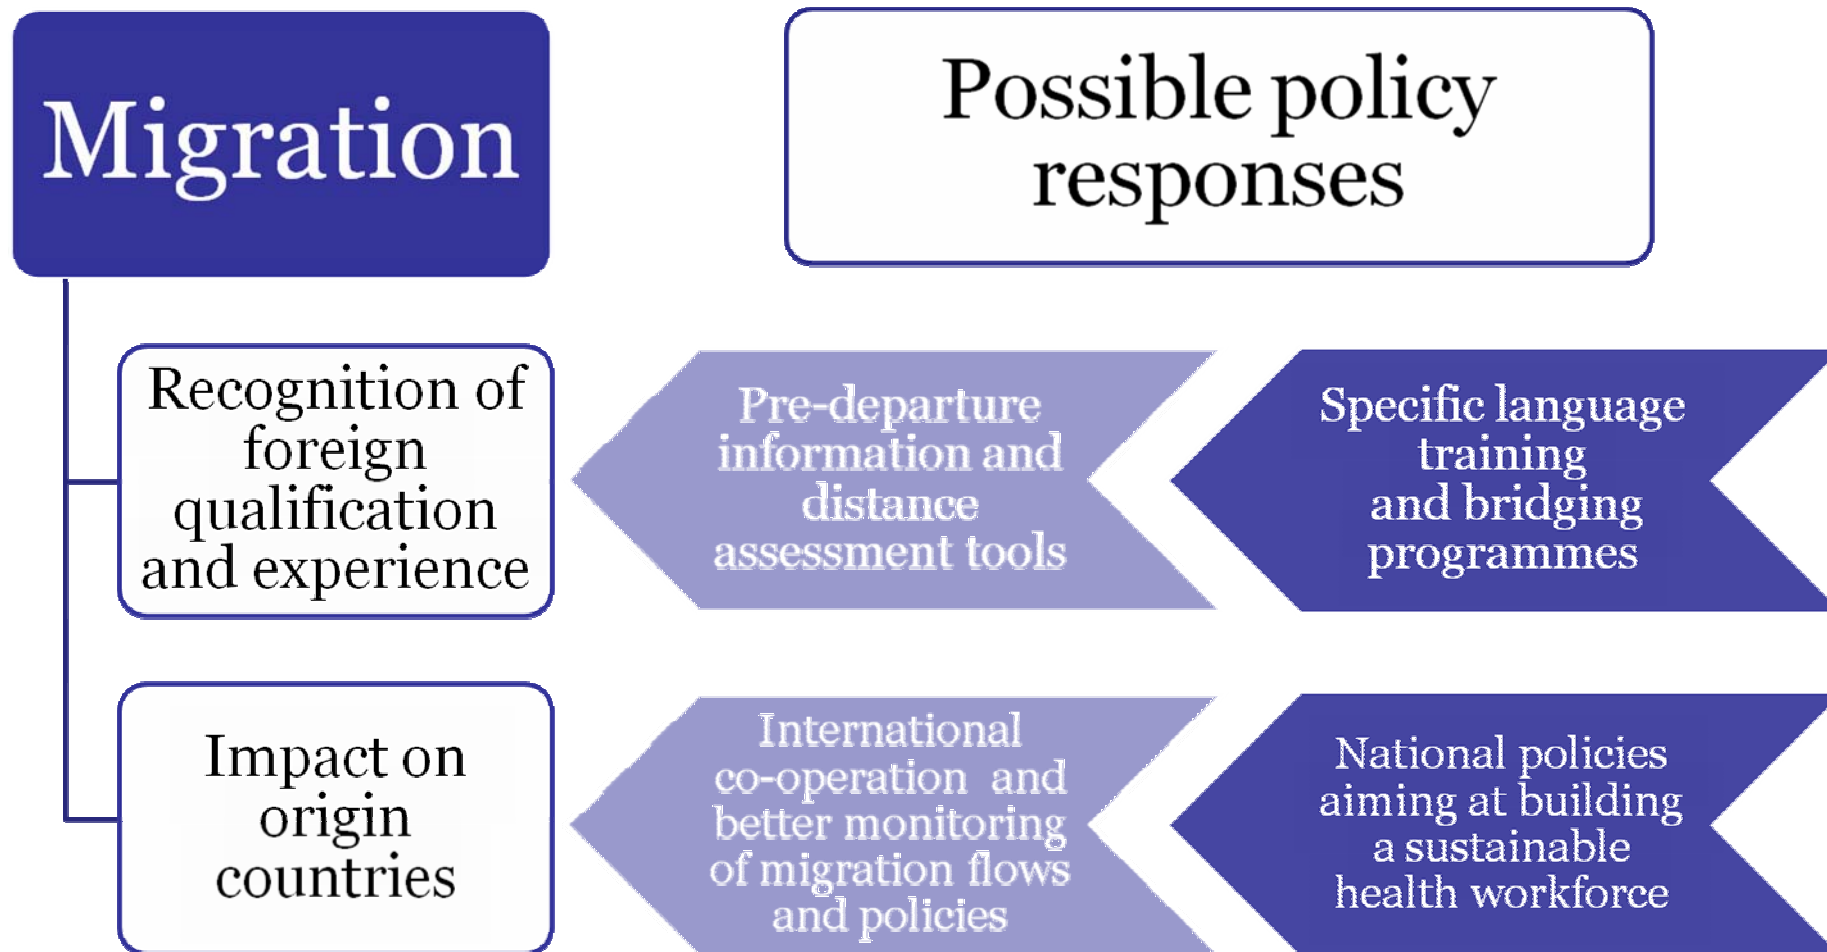 Migration
Possible policy
responses
Recognition of
foreign
qualification
and experience
Pre-departure
information and
distance
assessment tools
Specific language
training
and bridging
programmes
Impact on
origin
countries
International
co-operation and
better monitoring
of migration flows
and policies
National policies
aiming at building
a sustainable
health workforce